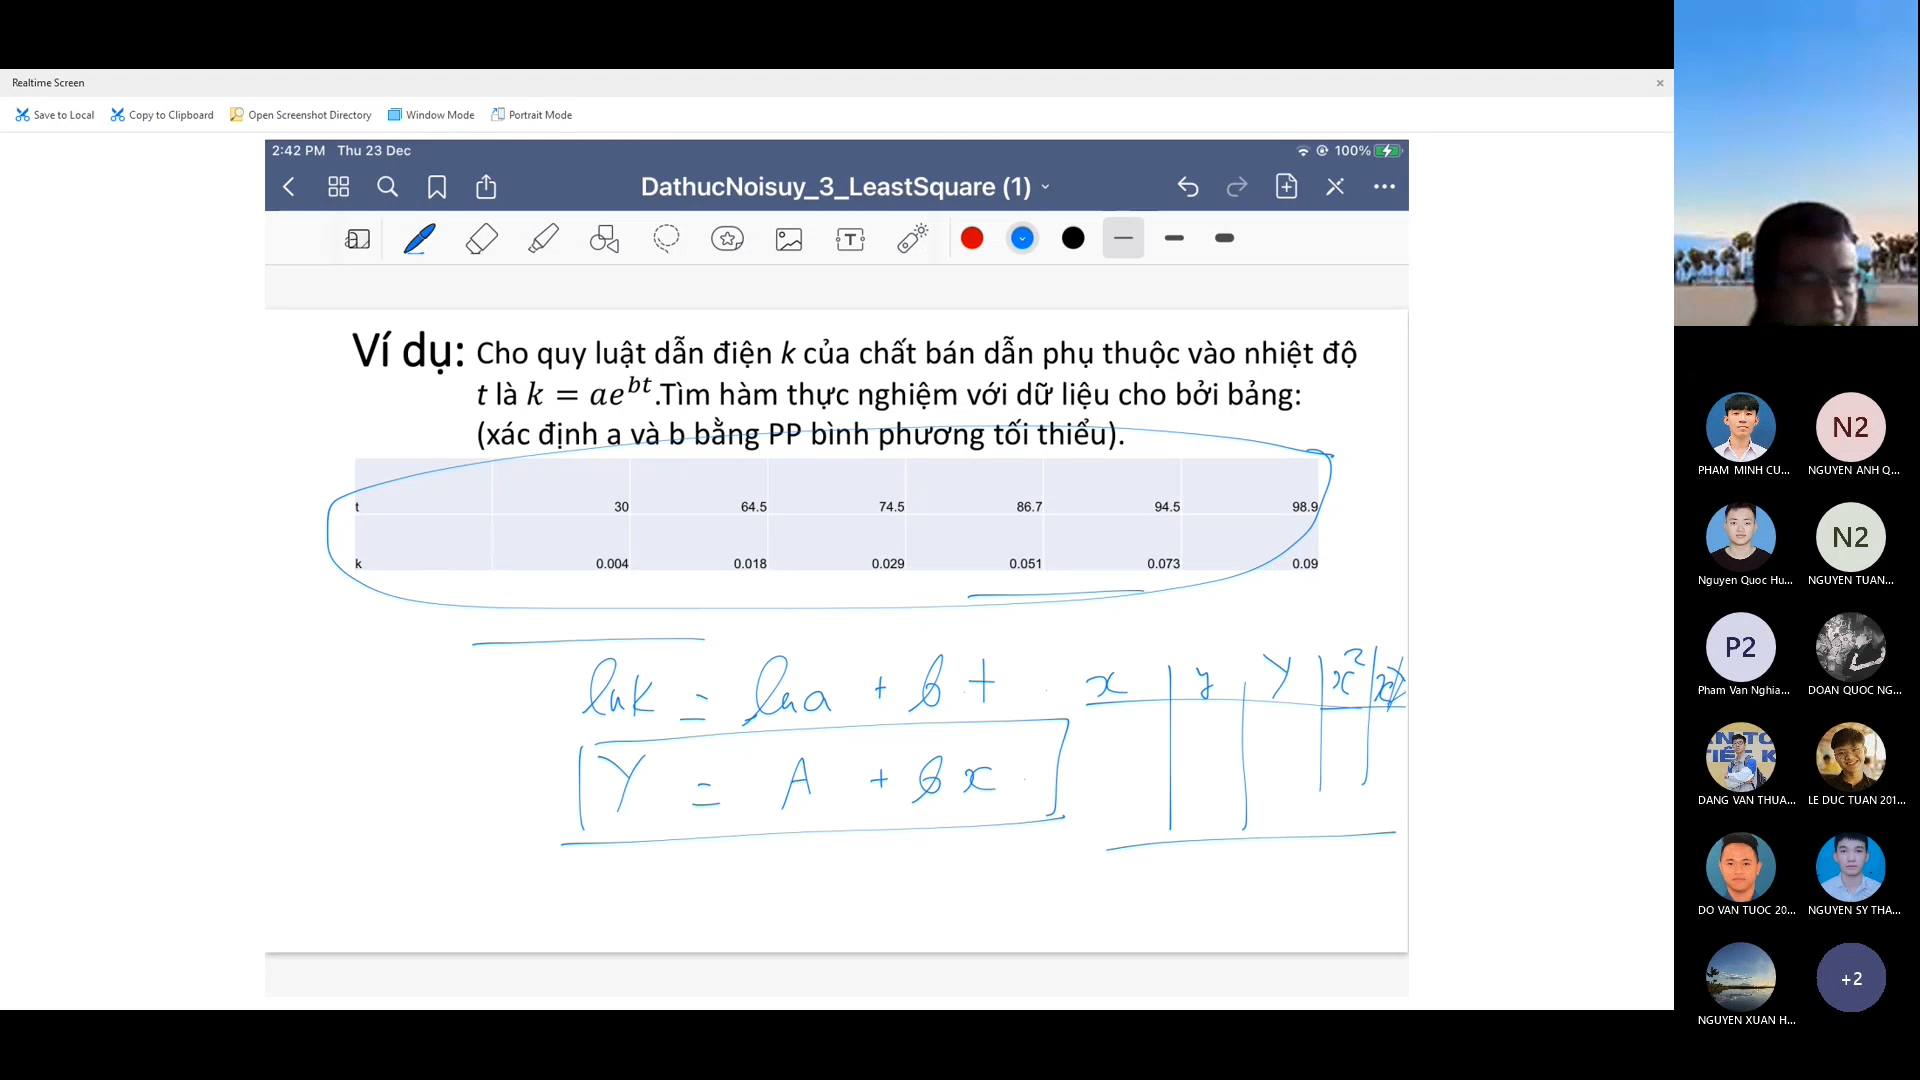 Realtime Screen
Save to Local Copy to Clipboard Open Screenshot Directory Window Mode Portrait Mode
2:42 PM Thu 23 Dec 100%
DathucNoisuy_3_LeastSquare (1)
Ví dụ: Cho quy luật dẫn điện k của chất bán dẫn phụ thuộc vào nhiệt độ
t là k = ae^{bt}.Tìm hàm thực nghiệm với dữ liệu cho bởi bảng:
(xác định a và b bằng PP bình phương tối thiểu).
t 30 64.5 74.5 86.7 94.5 98.9
k 0.004 0.018 0.029 0.051 0.073 0.09
ln k = ln a + b t
Y = A + b x
x y Y x²
N2
PHAM MINH CU... NGUYEN ANH Q...
N2
Nguyen Quoc Hu... NGUYEN TUAN...
P2
Pham Van Nghia... DOAN QUOC NG...
DANG VAN THUA... LE DUC TUAN 201...
DO VAN TUOC 20... NGUYEN SY THA...
+2
NGUYEN XUAN H...